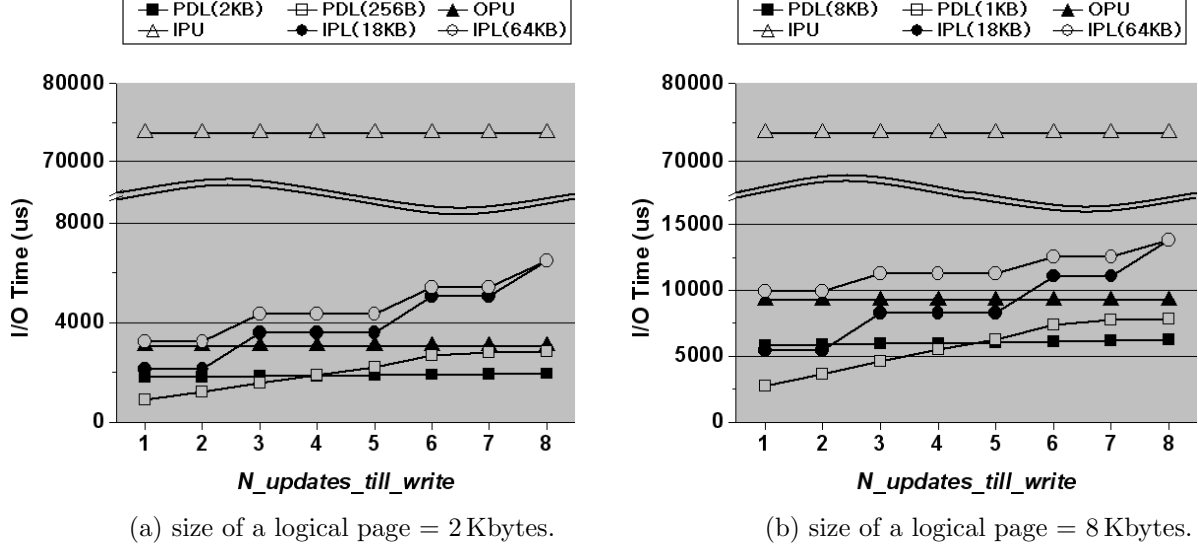 PDL(2KB) PDL(256B) OPU
IPU IPL(18KB) IPL(64KB)
80000
70000
8000
4000
0
I/O Time (us)
1 2 3 4 5 6 7 8
N_updates_till_write
(a) size of a logical page = 2 Kbytes.
PDL(8KB) PDL(1KB) OPU
IPU IPL(18KB) IPL(64KB)
80000
70000
15000
10000
5000
0
I/O Time (us)
1 2 3 4 5 6 7 8
N_updates_till_write
(b) size of a logical page = 8 Kbytes.